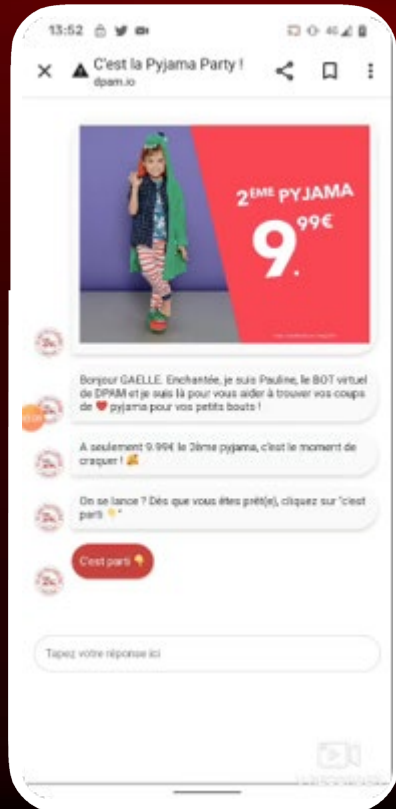 13:52
4G
C'est la Pyjama Party !
dpam.io
2ÈME PYJAMA
9.99€
Bonjour GAELLE. Enchantée, je suis Pauline, le BOT virtuel
de DPAM et je suis là pour vous aider à trouver vos coups
de ❤️ pyjama pour vos petits bouts !
A seulement 9.99€ le 2ème pyjama, c'est le moment de
craquer ! 🥳
On se lance ? Dès que vous êtes prêt(e), cliquez sur "c'est
parti 👇"
C'est parti 👇
Tapez votre réponse ici